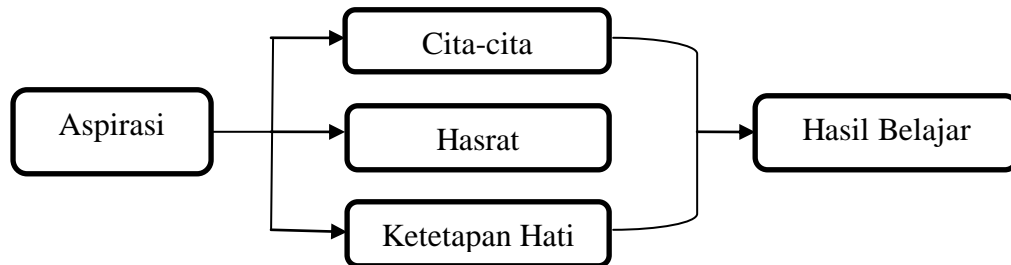 Aspirasi
Cita-cita
Hasrat
Ketetapan Hati
Hasil Belajar